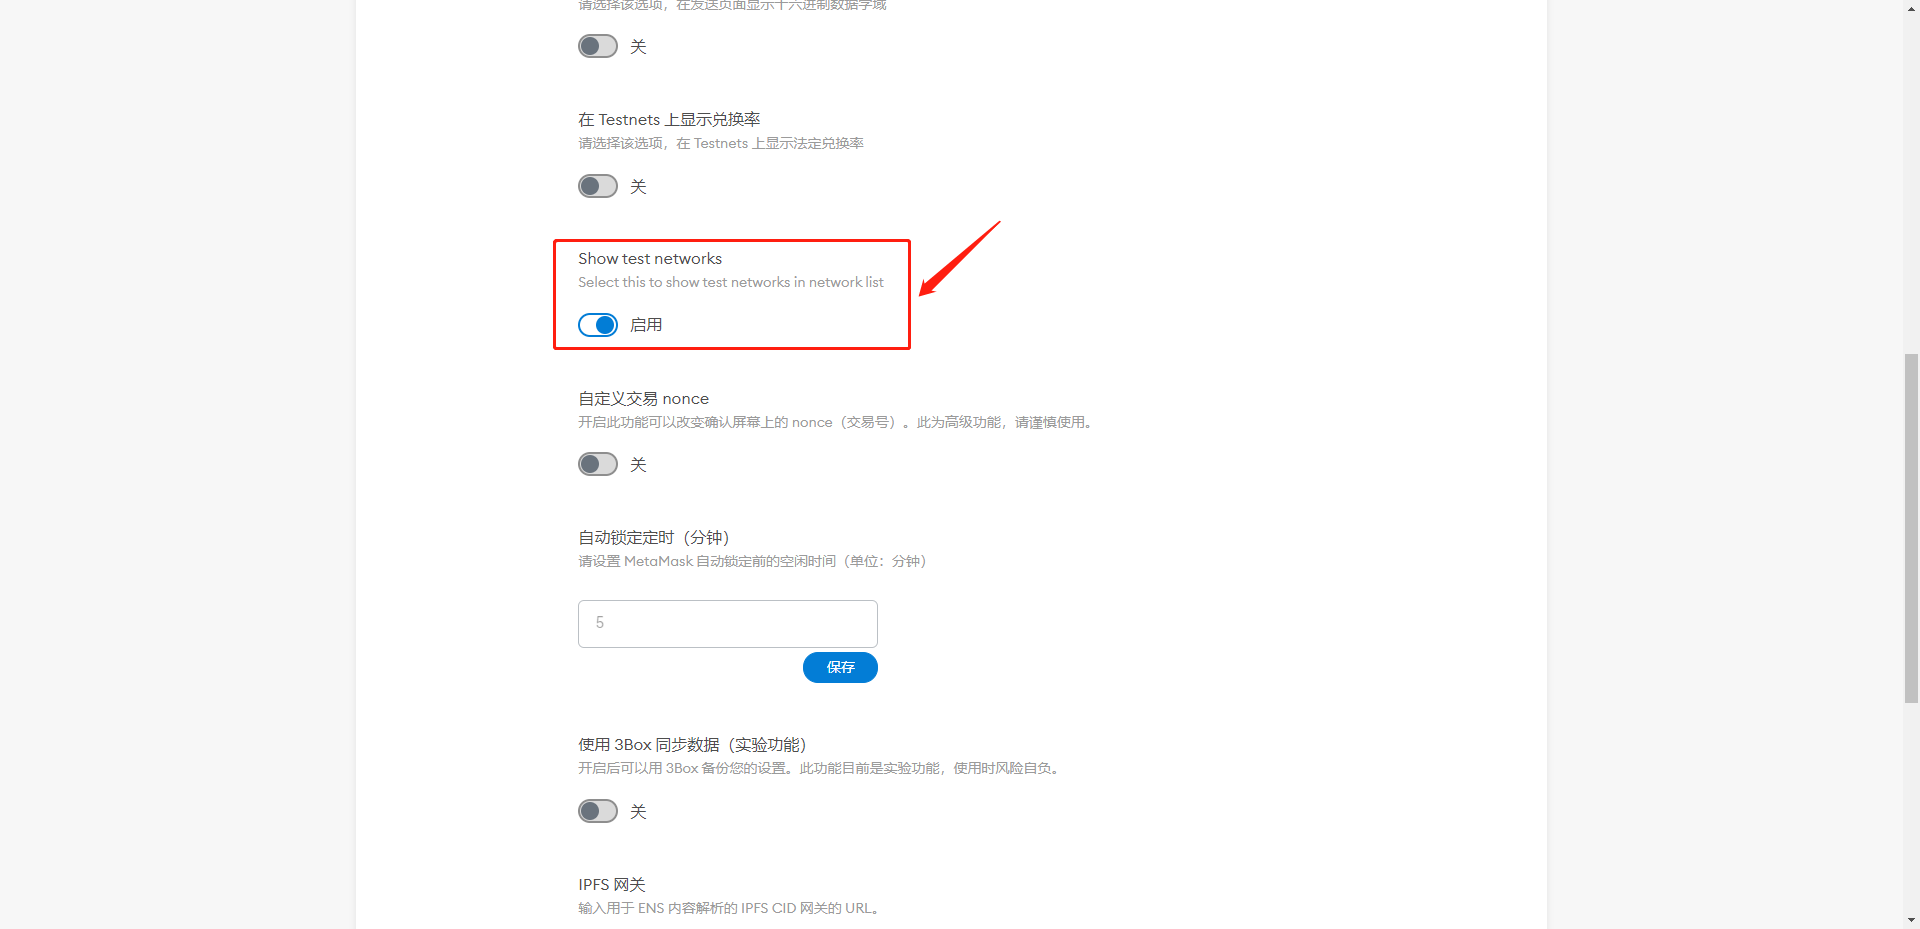 请选择该选项，在发送页面显示十六进制数据字域
关
在 Testnets 上显示兑换率
请选择该选项，在 Testnets 上显示法定兑换率
关
Show test networks
Select this to show test networks in network list
启用
自定义交易 nonce
开启此功能可以改变确认屏幕上的 nonce（交易号）。此为高级功能，请谨慎使用。
关
自动锁定定时（分钟）
请设置 MetaMask 自动锁定前的空闲时间（单位：分钟）
5
保存
使用 3Box 同步数据（实验功能）
开启后可以用 3Box 备份您的设置。此功能目前是实验功能，使用时风险自负。
关
IPFS 网关
输入用于 ENS 内容解析的 IPFS CID 网关的 URL。